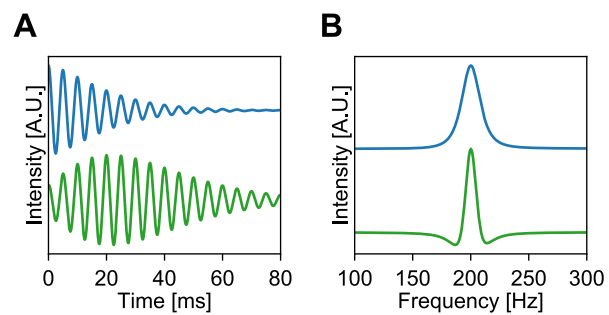 A
B
Intensity [A.U.]
Intensity [A.U.]
0 20 40 60 80
100 150 200 250 300
Time [ms]
Frequency [Hz]